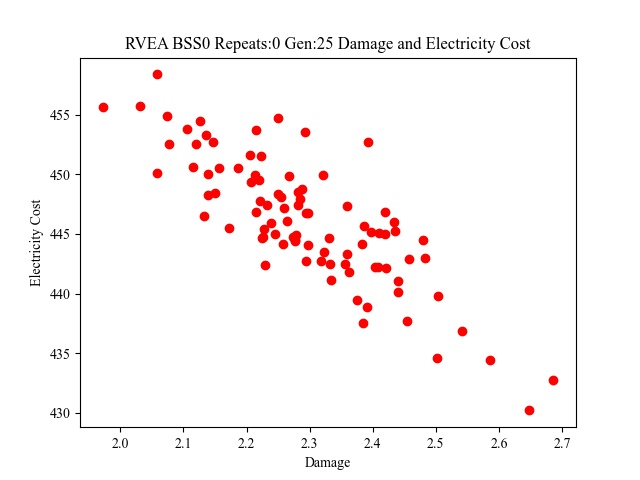 RVEA BSS0 Repeats:0 Gen:25 Damage and Electricity Cost
455
450
445
440
435
430
Electricity Cost
2.0 2.1 2.2 2.3 2.4 2.5 2.6 2.7
Damage